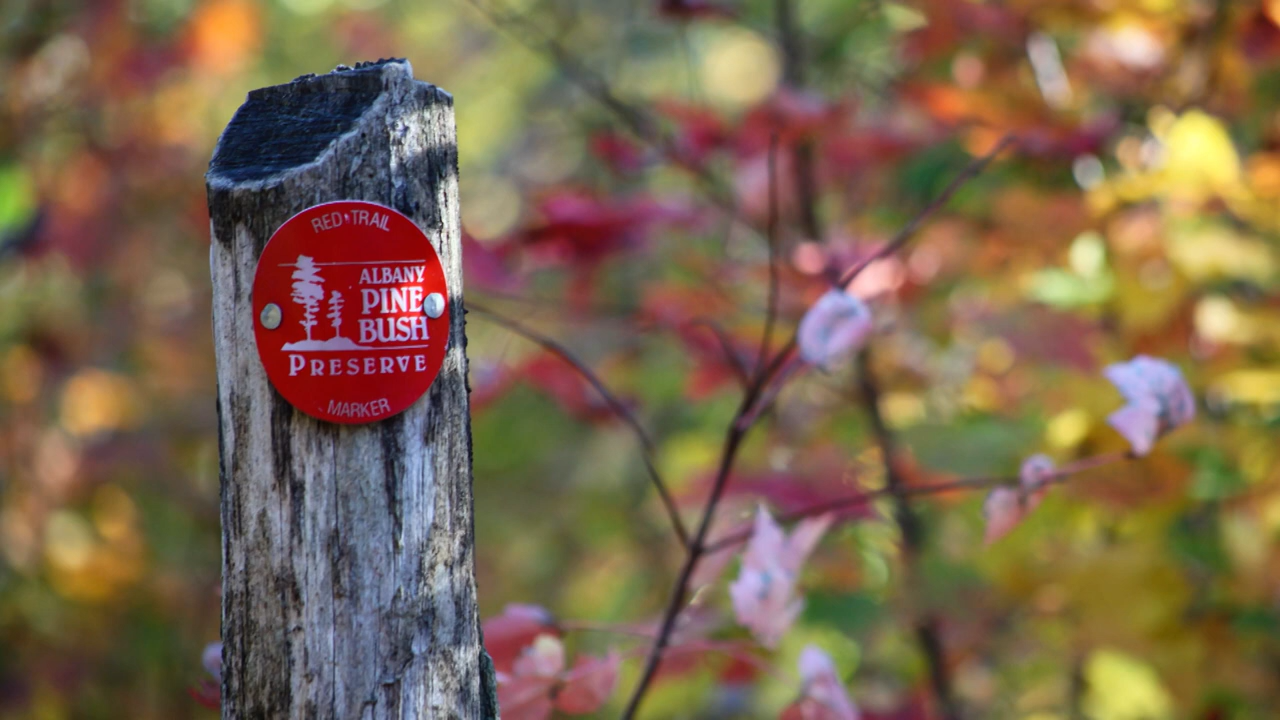 RED•TRAIL
ALBANY
PINE
BUSH
PRESERVE
MARKER